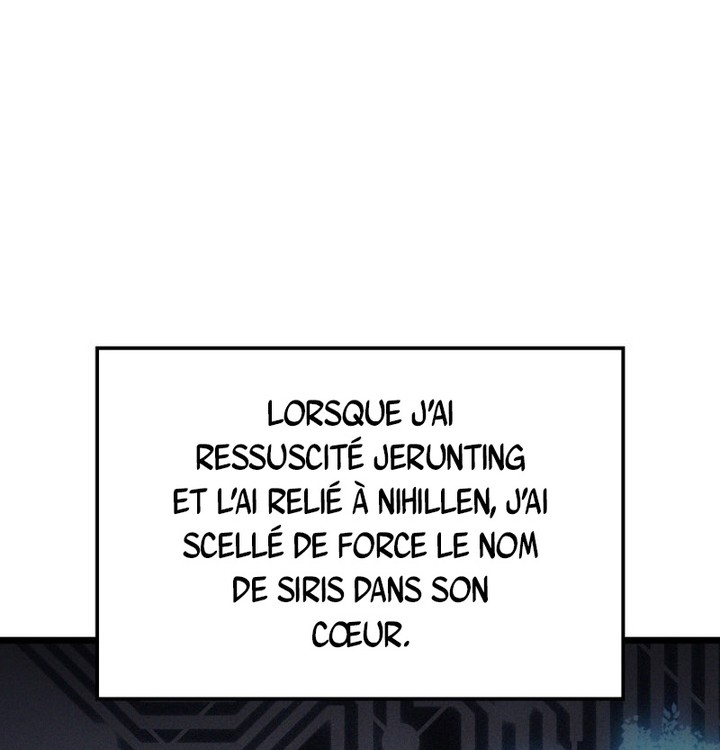 LORSQUE J'AI
RESSUSCITÉ JERUNTING
ET L'AI RELIÉ À NIHILLEN, J'AI
SCELLÉ DE FORCE LE NOM
DE SIRIS DANS SON
CŒUR.